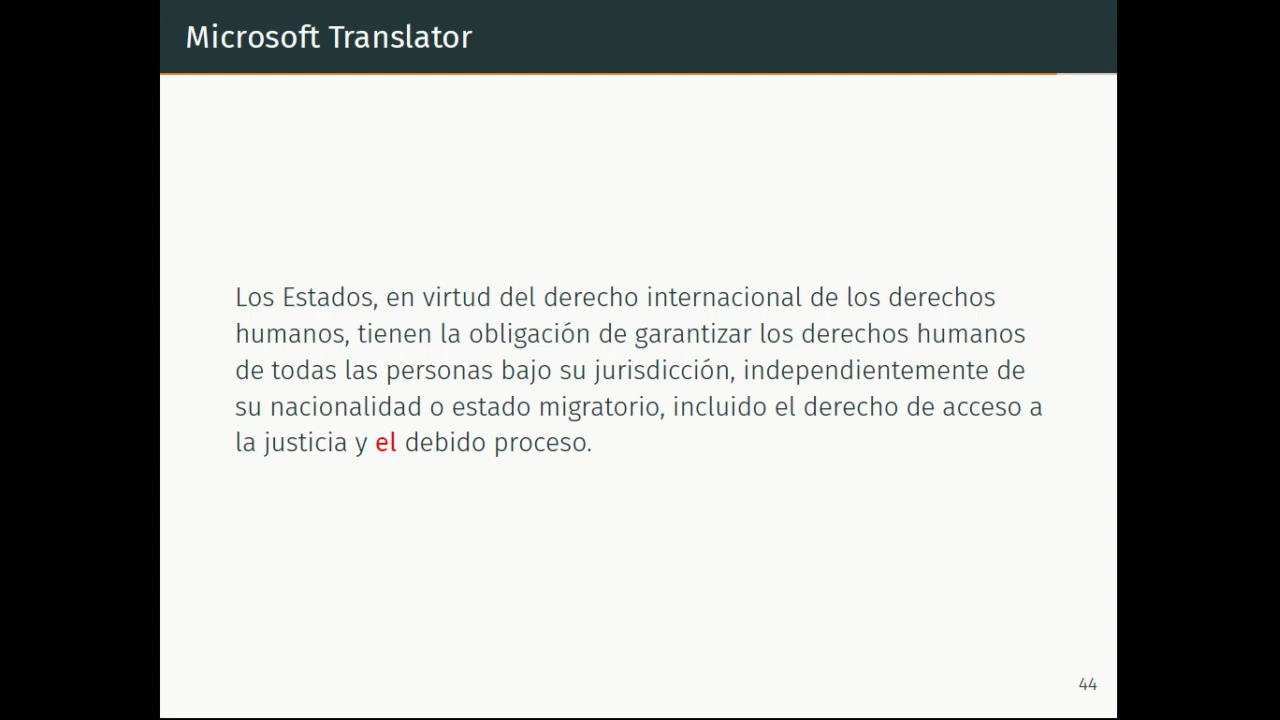 Microsoft Translator
Los Estados, en virtud del derecho internacional de los derechos
humanos, tienen la obligación de garantizar los derechos humanos
de todas las personas bajo su jurisdicción, independientemente de
su nacionalidad o estado migratorio, incluido el derecho de acceso a
la justicia y el debido proceso.
44